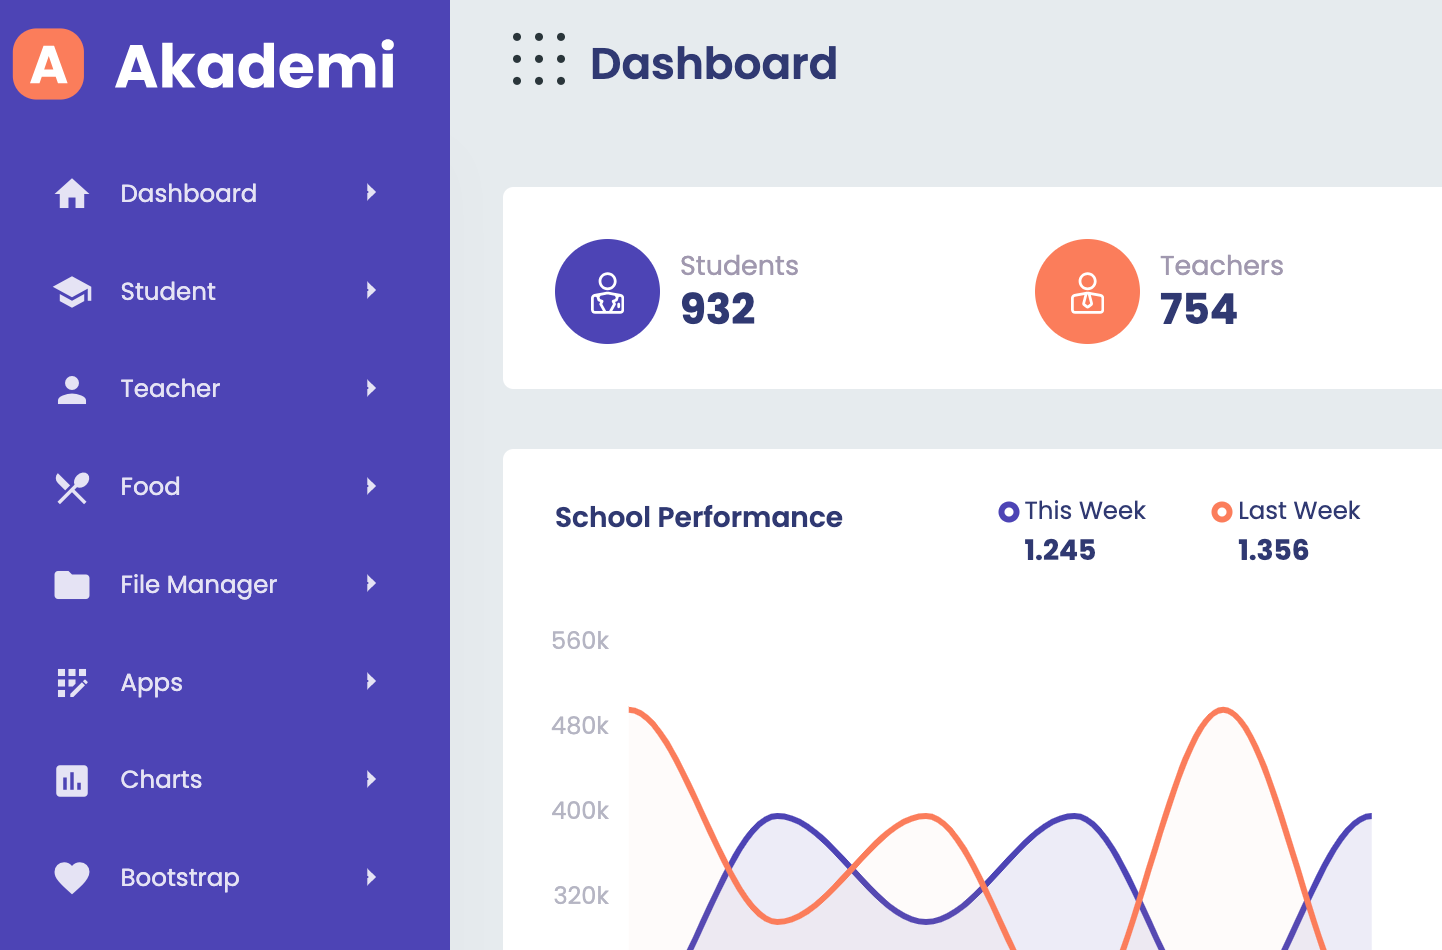 A Akademi
Dashboard
Student
Teacher
Food
File Manager
Apps
Charts
Bootstrap
Dashboard
Students
932
Teachers
754
School Performance
This Week
1.245
Last Week
1.356
560k
480k
400k
320k